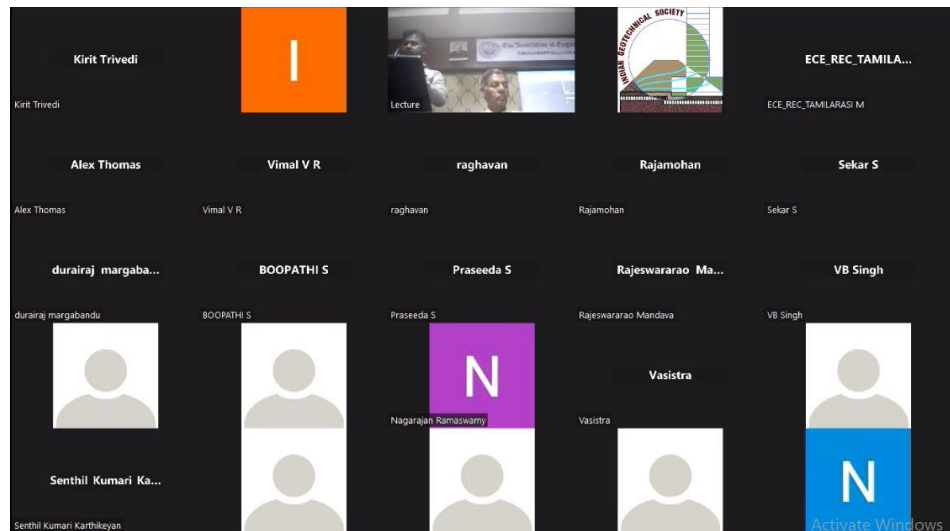 Kirit Trivedi
Kirit Trivedi
I
Lecture
INDIAN GEOTECHNICAL SOCIETY
ECE_REC_TAMILA...
ECE_REC_TAMILARASI M
Alex Thomas
Alex Thomas
Vimal V R
Vimal V R
raghavan
raghavan
Rajamohan
Rajamohan
Sekar S
Sekar S
durairaj margaba...
durairaj margabandu
BOOPATHI S
BOOPATHI S
Praseeda S
Praseeda S
Rajeswararao Ma...
Rajeswararao Mandava
VB Singh
VB Singh
N
Nagarajan Ramaswamy
Vasistra
Vasistra
Senthil Kumari Ka...
Senthil Kumari Karthikeyan
N
Activate Windows